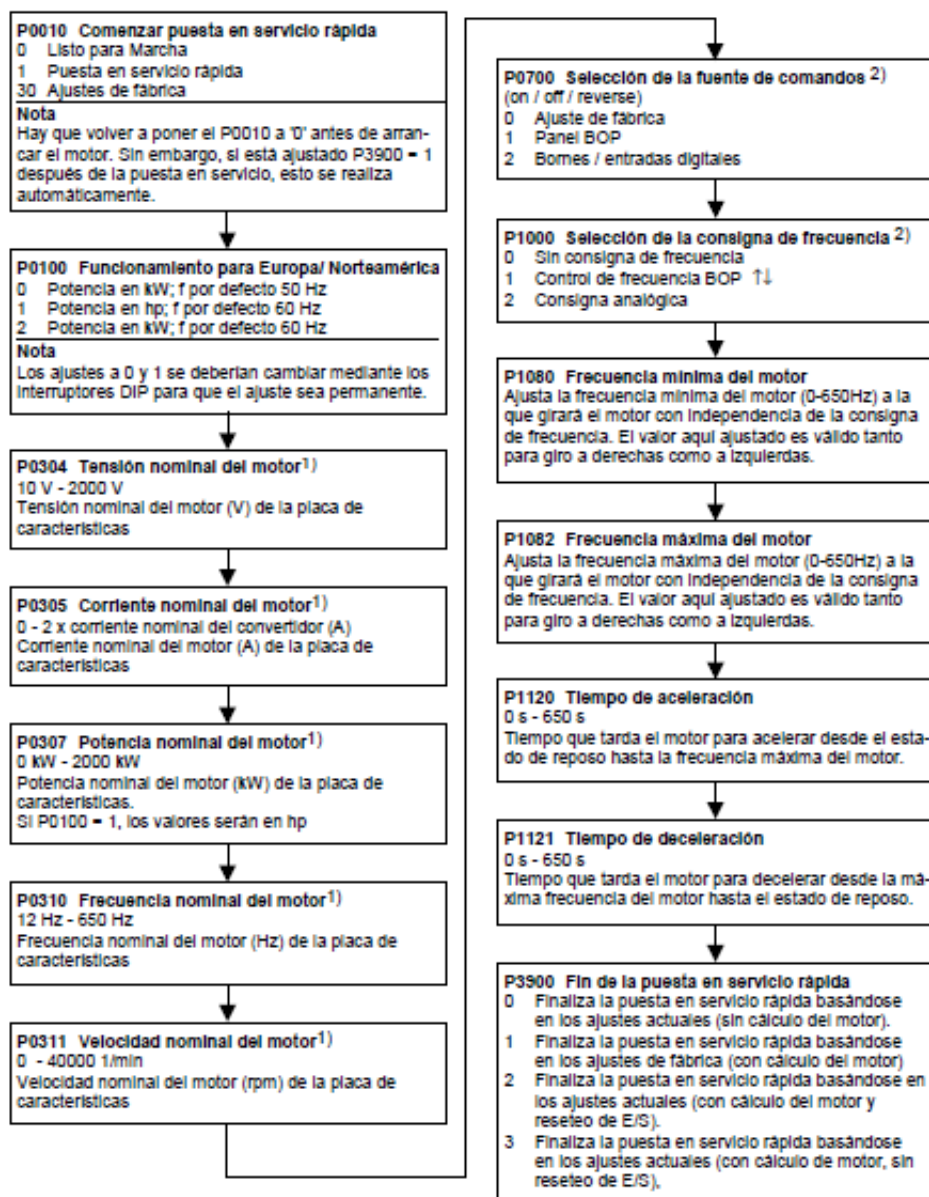 P0010 Comenzar puesta en servicio rápida
0 Listo para Marcha
1 Puesta en servicio rápida
30 Ajustes de fábrica
Nota
Hay que volver a poner el P0010 a '0' antes de arran-
car el motor. Sin embargo, si está ajustado P3900 = 1
después de la puesta en servicio, esto se realiza
automáticamente.
P0100 Funcionamiento para Europa/ Norteamérica
0 Potencia en kW; f por defecto 50 Hz
1 Potencia en hp; f por defecto 60 Hz
2 Potencia en kW; f por defecto 60 Hz
Nota
Los ajustes a 0 y 1 se deberían cambiar mediante los
interruptores DIP para que el ajuste sea permanente.
P0304 Tensión nominal del motor1)
10 V - 2000 V
Tensión nominal del motor (V) de la placa de
características
P0305 Corriente nominal del motor1)
0 - 2 x corriente nominal del convertidor (A)
Corriente nominal del motor (A) de la placa de
características
P0307 Potencia nominal del motor1)
0 kW - 2000 kW
Potencia nominal del motor (kW) de la placa de
características.
Si P0100 = 1, los valores serán en hp
P0310 Frecuencia nominal del motor1)
12 Hz - 650 Hz
Frecuencia nominal del motor (Hz) de la placa de
características
P0311 Velocidad nominal del motor1)
0 - 40000 1/min
Velocidad nominal del motor (rpm) de la placa de
características
P0700 Selección de la fuente de comandos 2)
(on / off / reverse)
0 Ajuste de fábrica
1 Panel BOP
2 Bornes / entradas digitales
P1000 Selección de la consigna de frecuencia 2)
0 Sin consigna de frecuencia
1 Control de frecuencia BOP ↑↓
2 Consigna analógica
P1080 Frecuencia mínima del motor
Ajusta la frecuencia mínima del motor (0-650Hz) a la
que girará el motor con independencia de la consigna
de frecuencia. El valor aquí ajustado es válido tanto
para giro a derechas como a izquierdas.
P1082 Frecuencia máxima del motor
Ajusta la frecuencia máxima del motor (0-650Hz) a la
que girará el motor con independencia de la consigna
de frecuencia. El valor aquí ajustado es válido tanto
para giro a derechas como a izquierdas.
P1120 Tiempo de aceleración
0 s - 650 s
Tiempo que tarda el motor para acelerar desde el esta-
do de reposo hasta la frecuencia máxima del motor.
P1121 Tiempo de deceleración
0 s - 650 s
Tiempo que tarda el motor para decelerar desde la má-
xima frecuencia del motor hasta el estado de reposo.
P3900 Fin de la puesta en servicio rápida
0 Finaliza la puesta en servicio rápida basándose
en los ajustes actuales (sin cálculo del motor).
1 Finaliza la puesta en servicio rápida basándose
en los ajustes de fábrica (con cálculo del motor)
2 Finaliza la puesta en servicio rápida basándose en
los ajustes actuales (con cálculo del motor y
reseteo de E/S).
3 Finaliza la puesta en servicio rápida basándose
en los ajustes actuales (con cálculo de motor, sin
reseteo de E/S),